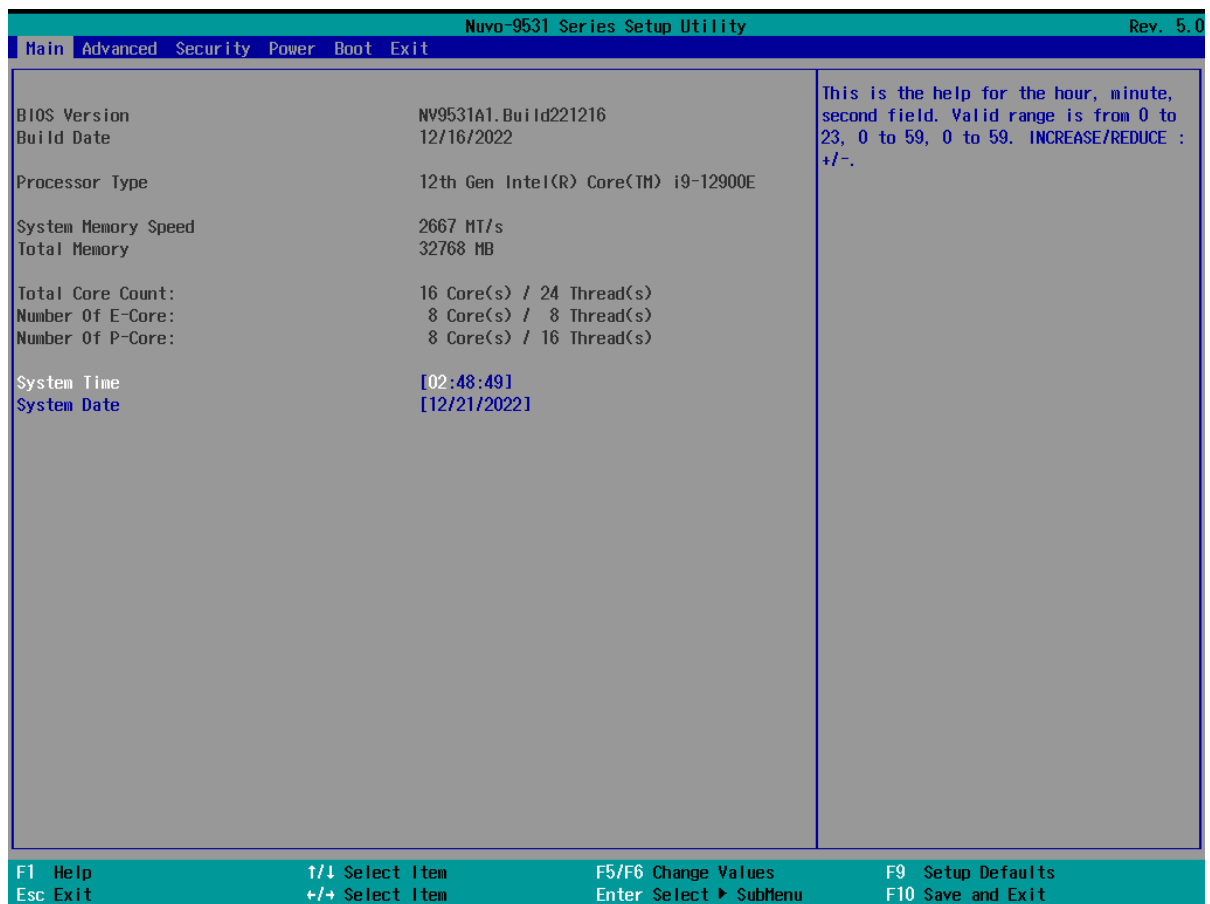 Nuvo-9531 Series Setup Utility Rev. 5.0
Main Advanced Security Power Boot Exit
BIOS Version NV9531A1.Build221216
Build Date 12/16/2022
Processor Type 12th Gen Intel(R) Core(TM) i9-12900E
System Memory Speed 2667 MT/s
Total Memory 32768 MB
Total Core Count: 16 Core(s) / 24 Thread(s)
Number Of E-Core: 8 Core(s) / 8 Thread(s)
Number Of P-Core: 8 Core(s) / 16 Thread(s)
System Time [02:48:49]
System Date [12/21/2022]
This is the help for the hour, minute,
second field. Valid range is from 0 to
23, 0 to 59, 0 to 59. INCREASE/REDUCE :
+/-.
F1 Help ↑/↓ Select Item F5/F6 Change Values F9 Setup Defaults
Esc Exit ←/→ Select Item Enter Select ▶ SubMenu F10 Save and Exit